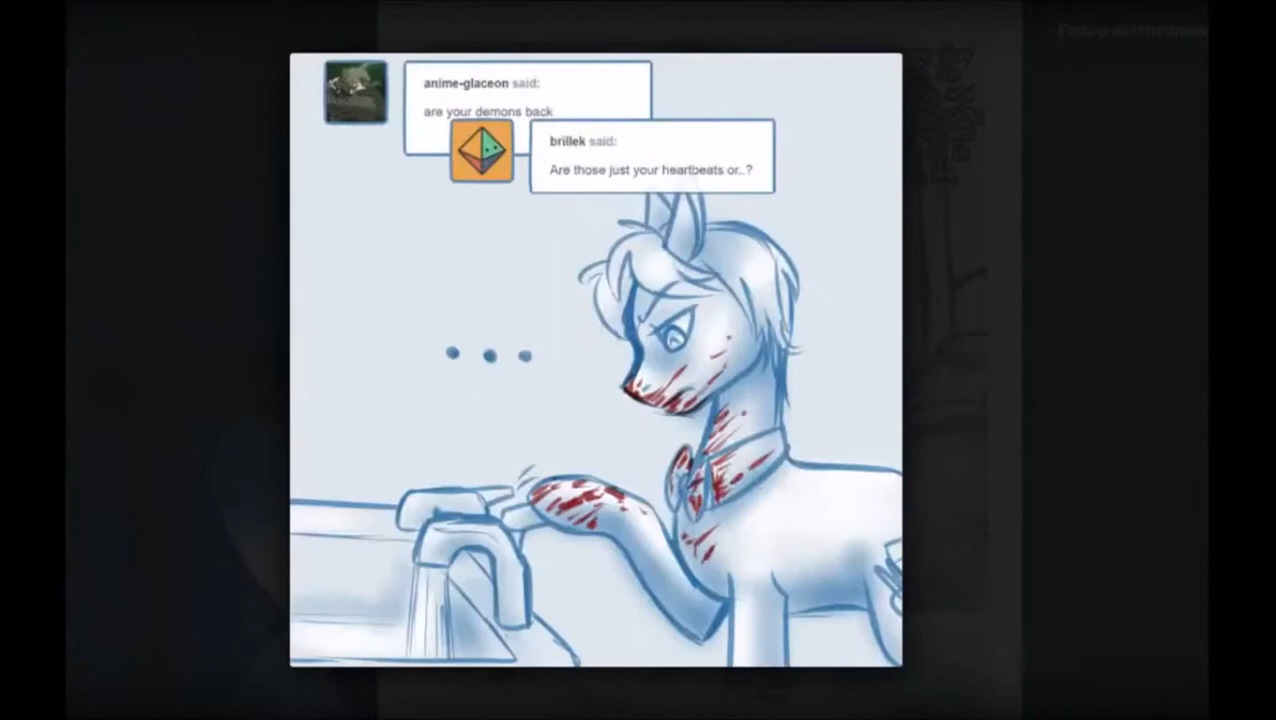 anime-glaceon said:
are your demons back
brillek said:
Are those just your heartbeats or..?
• • •